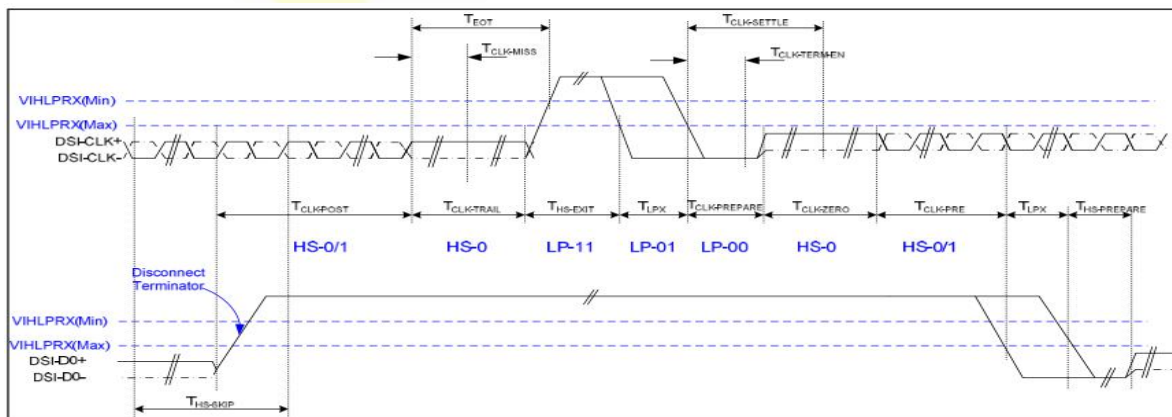 TEOT
TCLK-SETTLE
TCLK-MISS
TCLK-TERM-EN
VIHLPRX(Min)
VIHLPRX(Max)
DSI-CLK+
DSI-CLK-
TCLK-POST
TCLK-TRAIL
THS-EXIT
TLPX
TCLK-PREPARE
TCLK-ZERO
TCLK-PRE
TLPX
THS-PREPARE
HS-0/1
HS-0
LP-11
LP-01
LP-00
HS-0
HS-0/1
Disconnect
Terminator
VIHLPRX(Min)
VIHLPRX(Max)
DSI-D0+
DSI-D0-
THS-SKIP